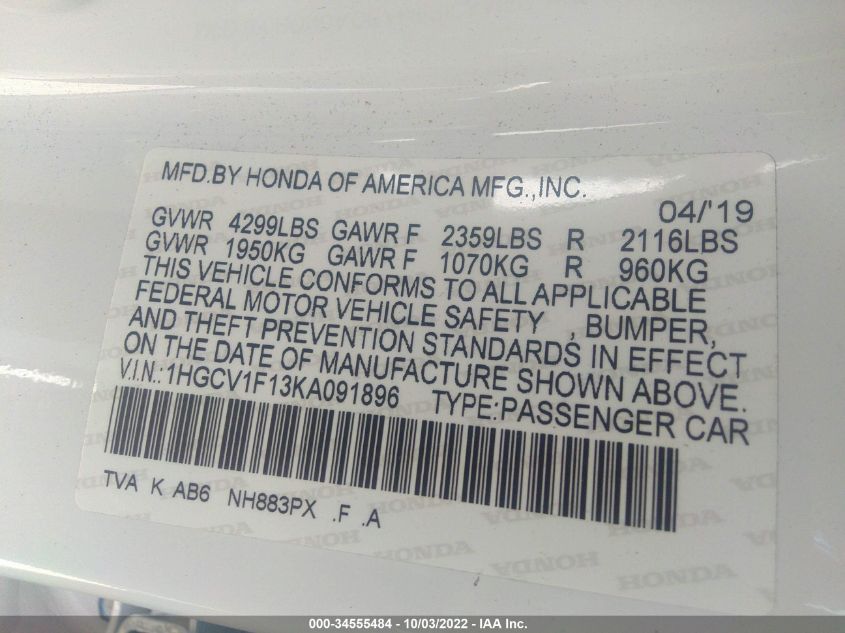 MFD.BY HONDA OF AMERICA MFG.,INC.
04/'19
GVWR 4299LBS GAWR F 2359LBS R 2116LBS
GVWR 1950KG GAWR F 1070KG R 960KG
THIS VEHICLE CONFORMS TO ALL APPLICABLE
FEDERAL MOTOR VEHICLE SAFETY , BUMPER,
AND THEFT PREVENTION STANDARDS IN EFFECT
ON THE DATE OF MANUFACTURE SHOWN ABOVE.
V.I.N.:1HGCV1F13KA091896 TYPE:PASSENGER CAR
TVA K AB6 NH883PX .F .A
HONDA HONDA HONDA
000-34555484 - 10/03/2022 - IAA Inc.